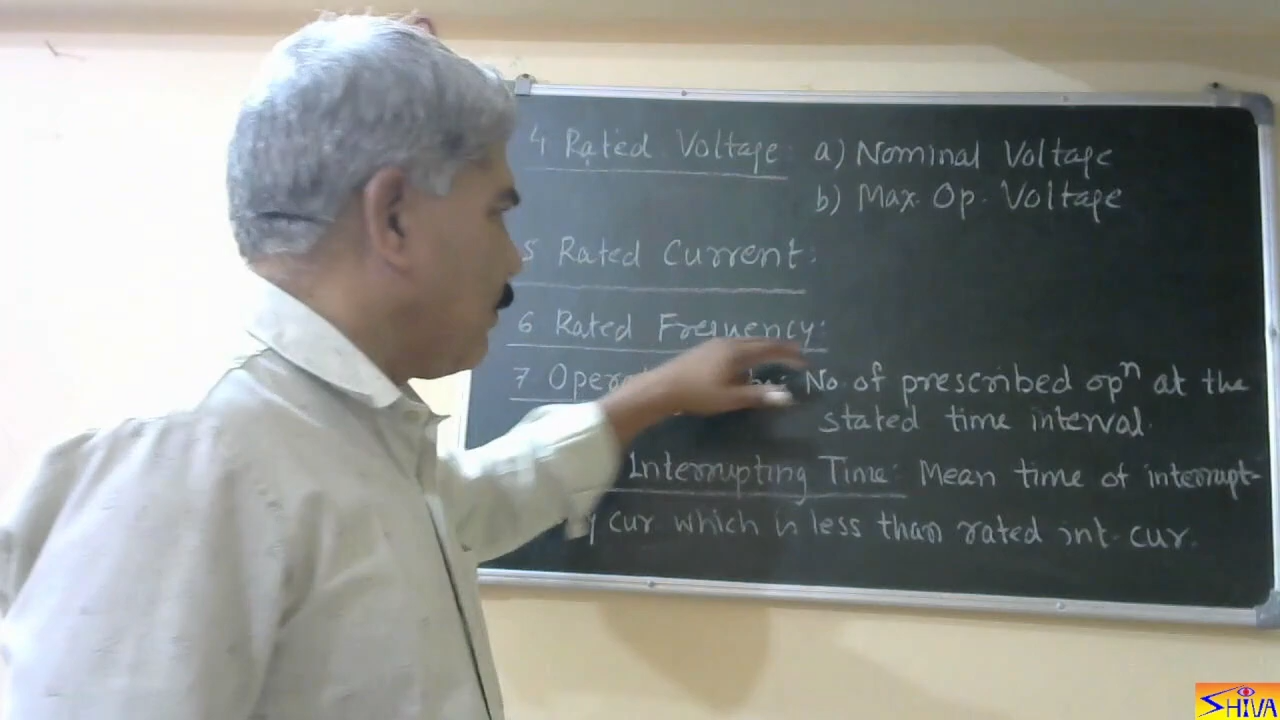 4 Rated Voltage: a) Nominal Voltage
b) Max. Op. Voltage
5 Rated Current:
6 Rated Frequency:
7 No. of prescribed opⁿ at the
stated time interval.
Interrupting Time: Mean time of interrupt-
cur which is less than rated int. cur.
SHIVA